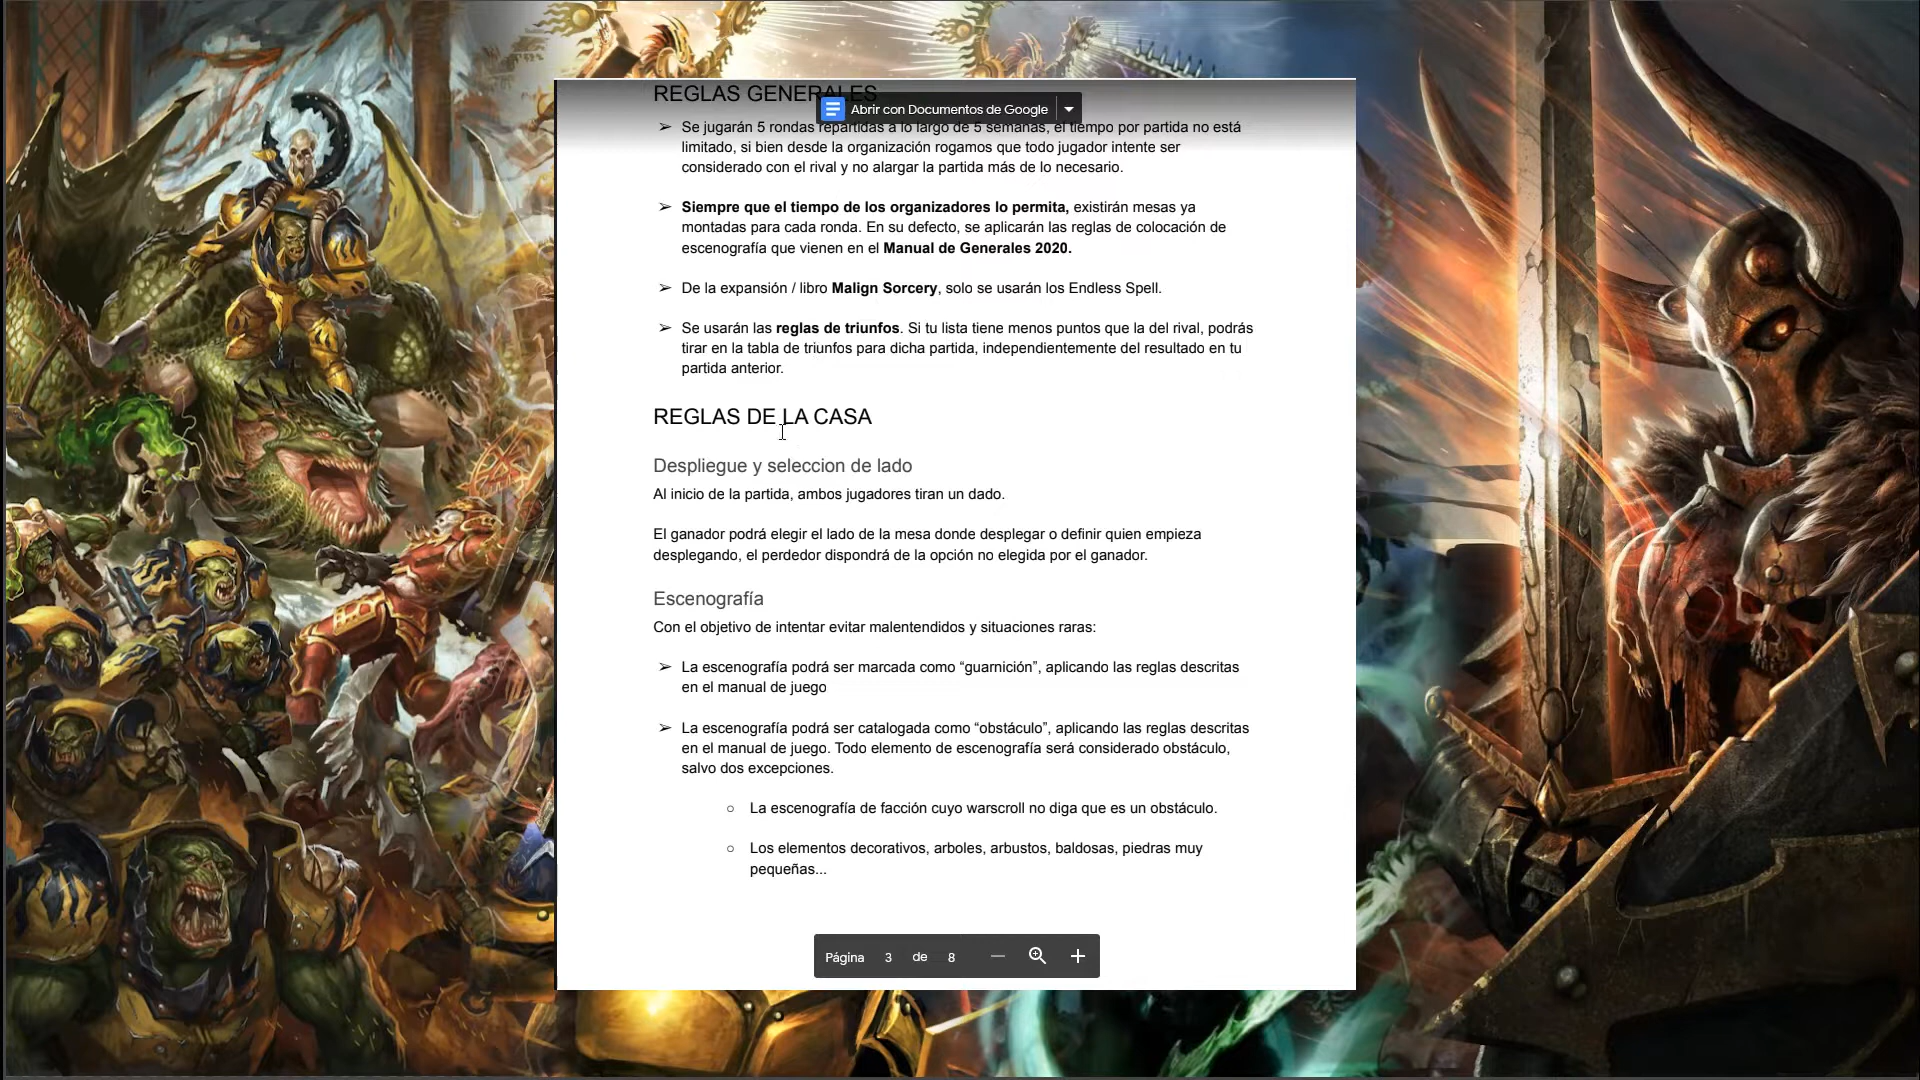 REGLAS GENERALES
Abrir con Documentos de Google
➢ Se jugarán 5 rondas repartidas a lo largo de 5 semanas, el tiempo por partida no está
limitado, si bien desde la organización rogamos que todo jugador intente ser
considerado con el rival y no alargar la partida más de lo necesario.
➢ Siempre que el tiempo de los organizadores lo permita, existirán mesas ya
montadas para cada ronda. En su defecto, se aplicarán las reglas de colocación de
escenografía que vienen en el Manual de Generales 2020.
➢ De la expansión / libro Malign Sorcery, solo se usarán los Endless Spell.
➢ Se usarán las reglas de triunfos. Si tu lista tiene menos puntos que la del rival, podrás
tirar en la tabla de triunfos para dicha partida, independientemente del resultado en tu
partida anterior.
REGLAS DE LA CASA
Despliegue y seleccion de lado
Al inicio de la partida, ambos jugadores tiran un dado.
El ganador podrá elegir el lado de la mesa donde desplegar o definir quien empieza
desplegando, el perdedor dispondrá de la opción no elegida por el ganador.
Escenografía
Con el objetivo de intentar evitar malentendidos y situaciones raras:
➢ La escenografía podrá ser marcada como “guarnición”, aplicando las reglas descritas
en el manual de juego
➢ La escenografía podrá ser catalogada como “obstáculo”, aplicando las reglas descritas
en el manual de juego. Todo elemento de escenografía será considerado obstáculo,
salvo dos excepciones.
○ La escenografía de facción cuyo warscroll no diga que es un obstáculo.
○ Los elementos decorativos, arboles, arbustos, baldosas, piedras muy
pequeñas...
Página 3 de 8